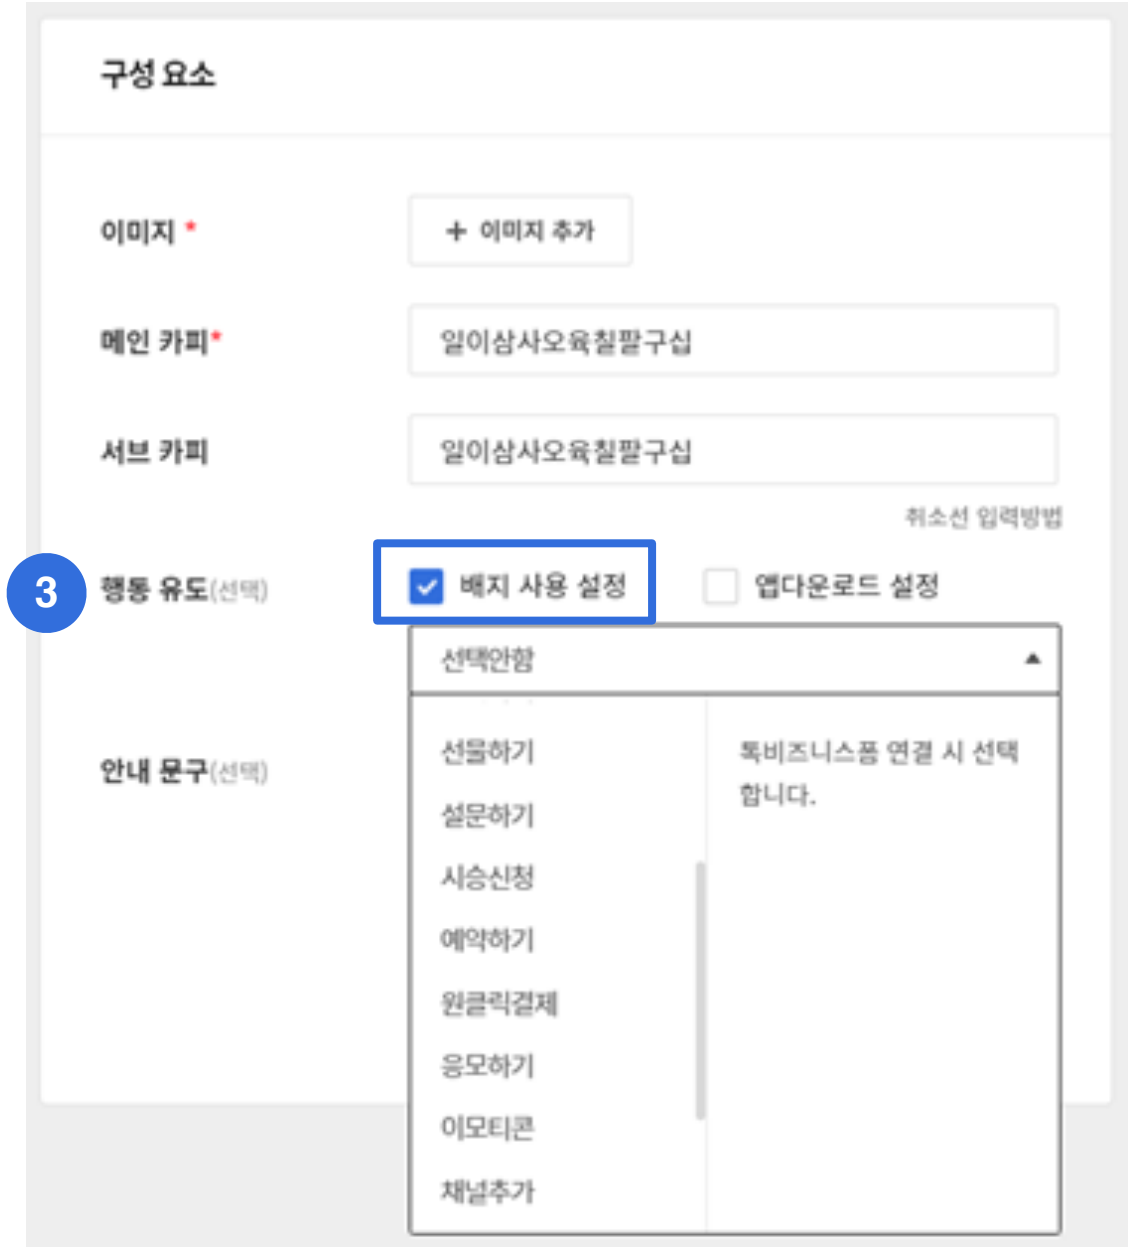 구성 요소
이미지 *
+ 이미지 추가
메인 카피*
일이삼사오육칠팔구십
서브 카피
일이삼사오육칠팔구십
취소선 입력방법
3
행동 유도(선택)
배지 사용 설정
앱다운로드 설정
선택안함
안내 문구(선택)
선물하기
설문하기
시승신청
예약하기
원클릭결제
응모하기
이모티콘
채널추가
톡비즈니스폼 연결 시 선택
합니다.